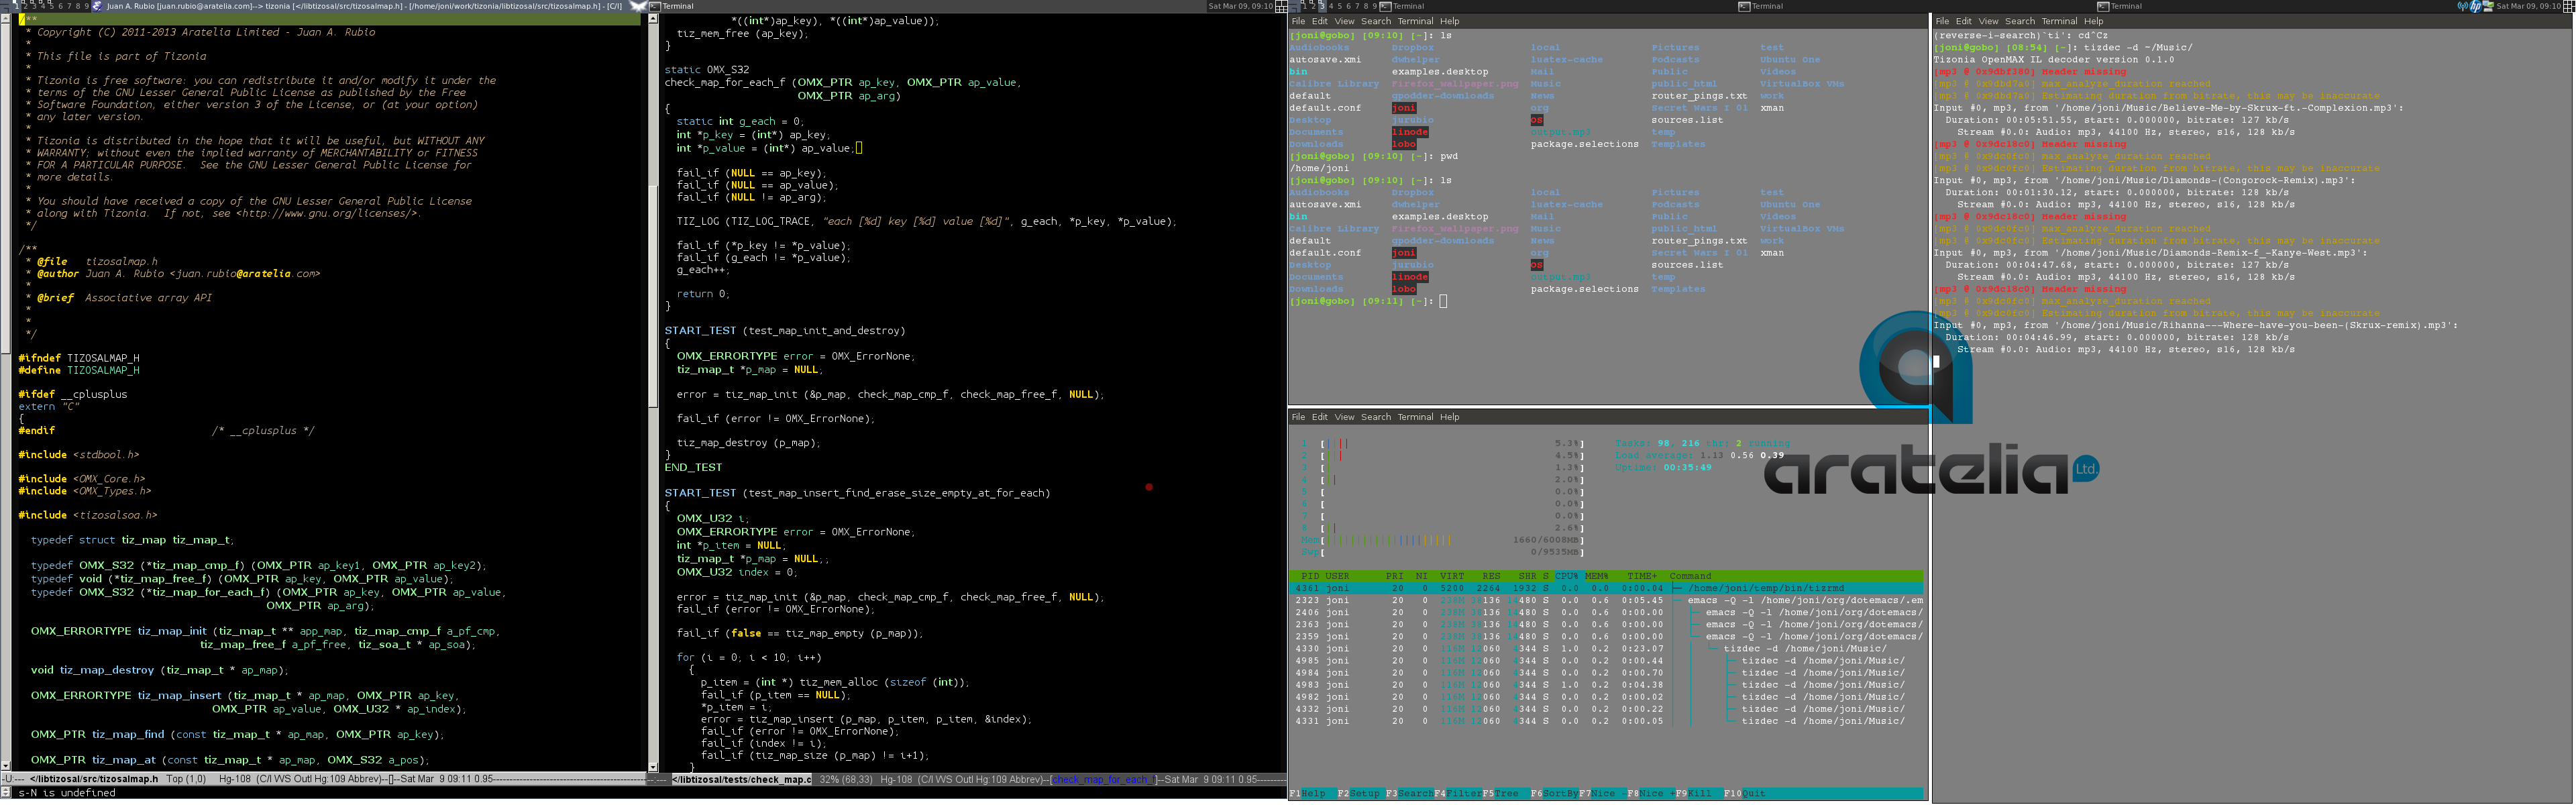 1 2 3 4 5 6 7 8 9 Juan A. Rubio [juan.rubio@aratelia.com]--> tizonia [</libtizosal/src/tizosalmap.h] - [/home/joni/work/tizonia/libtizosal/src/tizosalmap.h] - [C/l] Terminal Sat Mar 09, 09:10
/**
 * Copyright (C) 2011-2013 Aratelia Limited - Juan A. Rubio
 *
 * This file is part of Tizonia
 *
 * Tizonia is free software: you can redistribute it and/or modify it under the
 * terms of the GNU Lesser General Public License as published by the Free
 * Software Foundation, either version 3 of the License, or (at your option)
 * any later version.
 *
 * Tizonia is distributed in the hope that it will be useful, but WITHOUT ANY
 * WARRANTY; without even the implied warranty of MERCHANTABILITY or FITNESS
 * FOR A PARTICULAR PURPOSE.  See the GNU Lesser General Public License for
 * more details.
 *
 * You should have received a copy of the GNU Lesser General Public License
 * along with Tizonia.  If not, see <http://www.gnu.org/licenses/>.
 */
/**
 * @file   tizosalmap.h
 * @author Juan A. Rubio <juan.rubio@aratelia.com>
 *
 * @brief  Associative array API
 *
 *
 */
#ifndef TIZOSALMAP_H
#define TIZOSALMAP_H
#ifdef __cplusplus
extern "C"
{
#endif /* __cplusplus */
#include <stdbool.h>
#include <OMX_Core.h>
#include <OMX_Types.h>
#include <tizosalsoa.h>
typedef struct tiz_map tiz_map_t;
typedef OMX_S32 (*tiz_map_cmp_f) (OMX_PTR ap_key1, OMX_PTR ap_key2);
typedef void (*tiz_map_free_f) (OMX_PTR ap_key, OMX_PTR ap_value);
typedef OMX_S32 (*tiz_map_for_each_f) (OMX_PTR ap_key, OMX_PTR ap_value,
OMX_PTR ap_arg);
OMX_ERRORTYPE tiz_map_init (tiz_map_t ** app_map, tiz_map_cmp_f a_pf_cmp,
tiz_map_free_f a_pf_free, tiz_soa_t * ap_soa);
void tiz_map_destroy (tiz_map_t * ap_map);
OMX_ERRORTYPE tiz_map_insert (tiz_map_t * ap_map, OMX_PTR ap_key,
OMX_PTR ap_value, OMX_U32 * ap_index);
OMX_PTR tiz_map_find (const tiz_map_t * ap_map, OMX_PTR ap_key);
OMX_PTR tiz_map_at (const tiz_map_t * ap_map, OMX_S32 a_pos);
-U:--- </libtizosal/src/tizosalmap.h Top (1,0) Hg-108 (C/l WS Outl Hg:109 Abbrev)--[]--Sat Mar 9 09:11 0.95
s-N is undefined
*((int*)ap_key), *((int*)ap_value));
tiz_mem_free (ap_key);
}
static OMX_S32
check_map_for_each_f (OMX_PTR ap_key, OMX_PTR ap_value,
OMX_PTR ap_arg)
{
static int g_each = 0;
int *p_key = (int*) ap_key;
int *p_value = (int*) ap_value;
fail_if (NULL == ap_key);
fail_if (NULL == ap_value);
fail_if (NULL != ap_arg);
TIZ_LOG (TIZ_LOG_TRACE, "each [%d] key [%d] value [%d]", g_each, *p_key, *p_value);
fail_if (*p_key != *p_value);
fail_if (g_each != *p_value);
g_each++;
return 0;
}
START_TEST (test_map_init_and_destroy)
{
OMX_ERRORTYPE error = OMX_ErrorNone;
tiz_map_t *p_map = NULL;
error = tiz_map_init (&p_map, check_map_cmp_f, check_map_free_f, NULL);
fail_if (error != OMX_ErrorNone);
tiz_map_destroy (p_map);
}
END_TEST
START_TEST (test_map_insert_find_erase_size_empty_at_for_each)
{
OMX_U32 i;
OMX_ERRORTYPE error = OMX_ErrorNone;
int *p_item = NULL;
tiz_map_t *p_map = NULL;;
OMX_U32 index = 0;
error = tiz_map_init (&p_map, check_map_cmp_f, check_map_free_f, NULL);
fail_if (error != OMX_ErrorNone);
fail_if (false == tiz_map_empty (p_map));
for (i = 0; i < 10; i++)
{
p_item = (int *) tiz_mem_alloc (sizeof (int));
fail_if (p_item == NULL);
*p_item = i;
error = tiz_map_insert (p_map, p_item, p_item, &index);
fail_if (error != OMX_ErrorNone);
fail_if (index != i);
fail_if (tiz_map_size (p_map) != i+1);
}
</libtizosal/tests/check_map.c 32% (68,33) Hg-108 (C/l WS Outl Hg:109 Abbrev)--[check_map_for_each_f]--Sat Mar 9 09:11 0.95
1 2 3 4 5 6 7 8 9 Terminal Terminal Terminal Sat Mar 09, 09:10
File Edit View Search Terminal Help
[joni@gobo] [09:10] [~]: ls
Audiobooks Dropbox local Pictures test
autosave.xmi dwhelper luatex-cache Podcasts Ubuntu One
bin examples.desktop Mail Public Videos
Calibre Library Firefox_wallpaper.png Music public_html VirtualBox VMs
default gpodder-downloads News router_pings.txt work
default.conf joni org Secret Wars I 01 xman
Desktop jurubio os sources.list
Documents linode output.mp3 temp
Downloads lobo package.selections Templates
[joni@gobo] [09:10] [~]: pwd
/home/joni
[joni@gobo] [09:10] [~]: ls
Audiobooks Dropbox local Pictures test
autosave.xmi dwhelper luatex-cache Podcasts Ubuntu One
bin examples.desktop Mail Public Videos
Calibre Library Firefox_wallpaper.png Music public_html VirtualBox VMs
default gpodder-downloads News router_pings.txt work
default.conf joni org Secret Wars I 01 xman
Desktop jurubio os sources.list
Documents linode output.mp3 temp
Downloads lobo package.selections Templates
[joni@gobo] [09:11] [~]:
File Edit View Search Terminal Help
1 [|||| 5.3%] Tasks: 98, 216 thr; 2 running
2 [||| 4.5%] Load average: 1.13 0.56 0.39
3 [ 1.3%] Uptime: 00:35:49
4 [|| 2.0%]
5 [ 0.0%]
6 [ 0.0%]
7 [ 0.0%]
8 [|| 2.6%]
Mem[ 1660/6008MB]
Swp[ 0/9535MB]
PID USER PRI NI VIRT RES SHR S CPU% MEM% TIME+ Command
4361 joni 20 0 5200 2264 1932 S 0.0 0.0 0:00.04 /home/joni/temp/bin/tizrmd
2323 joni 20 0 480 S 0.0 0.6 0:05.45 emacs -Q -l /home/joni/org/dotemacs/.em
2406 joni 20 0 480 S 0.0 0.6 0:00.00 emacs -Q -l /home/joni/org/dotemacs/
2363 joni 20 0 480 S 0.0 0.6 0:00.00 emacs -Q -l /home/joni/org/dotemacs/
2359 joni 20 0 480 S 0.0 0.6 0:00.00 emacs -Q -l /home/joni/org/dotemacs/
4330 joni 20 0 344 S 1.0 0.2 0:23.07 tizdec -d /home/joni/Music/
4985 joni 20 0 344 S 0.0 0.2 0:00.44 tizdec -d /home/joni/Music/
4984 joni 20 0 344 S 0.0 0.2 0:00.70 tizdec -d /home/joni/Music/
4983 joni 20 0 344 S 1.0 0.2 0:04.38 tizdec -d /home/joni/Music/
4982 joni 20 0 344 S 0.0 0.2 0:00.02 tizdec -d /home/joni/Music/
4332 joni 20 0 344 S 0.0 0.2 0:00.22 tizdec -d /home/joni/Music/
4331 joni 20 0 344 S 0.0 0.2 0:00.05 tizdec -d /home/joni/Music/
F1Help F2Setup F3SearchF4FilterF5Tree F6SortByF7Nice -F8Nice +F9Kill F10Quit
File Edit View Search Terminal Help
(reverse-i-search)`ti': cd^Cz
[joni@gobo] [08:54] [~]: tizdec -d ~/Music/
Tizonia OpenMAX IL decoder version 0.1.0
[mp3 @ 0x9dbf380] Header missing
[mp3 @ 0x9dbd7a0] max_analyze_duration reached
[mp3 @ 0x9dbd7a0] Estimating duration from bitrate, this may be inaccurate
Input #0, mp3, from '/home/joni/Music/Believe-Me-by-Skrux-ft.-Complexion.mp3':
Duration: 00:05:51.55, start: 0.000000, bitrate: 127 kb/s
Stream #0.0: Audio: mp3, 44100 Hz, stereo, s16, 128 kb/s
[mp3 @ 0x9dc18c0] Header missing
[mp3 @ 0x9dc0fc0] max_analyze_duration reached
[mp3 @ 0x9dc0fc0] Estimating duration from bitrate, this may be inaccurate
Input #0, mp3, from '/home/joni/Music/Diamonds-(Congorock-Remix).mp3':
Duration: 00:01:30.12, start: 0.000000, bitrate: 128 kb/s
Stream #0.0: Audio: mp3, 44100 Hz, stereo, s16, 128 kb/s
[mp3 @ 0x9dc18c0] Header missing
[mp3 @ 0x9dc0fc0] max_analyze_duration reached
[mp3 @ 0x9dc0fc0] Estimating duration from bitrate, this may be inaccurate
Input #0, mp3, from '/home/joni/Music/Diamonds-Remix-f_-Kanye-West.mp3':
Duration: 00:04:47.68, start: 0.000000, bitrate: 127 kb/s
Stream #0.0: Audio: mp3, 44100 Hz, stereo, s16, 128 kb/s
[mp3 @ 0x9dc18c0] Header missing
[mp3 @ 0x9dc0fc0] max_analyze_duration reached
[mp3 @ 0x9dc0fc0] Estimating duration from bitrate, this may be inaccurate
Input #0, mp3, from '/home/joni/Music/Rihanna---Where-have-you-been-(Skrux-remix).mp3':
Duration: 00:04:46.99, start: 0.000000, bitrate: 128 kb/s
Stream #0.0: Audio: mp3, 44100 Hz, stereo, s16, 128 kb/s
aratelia Ltd.